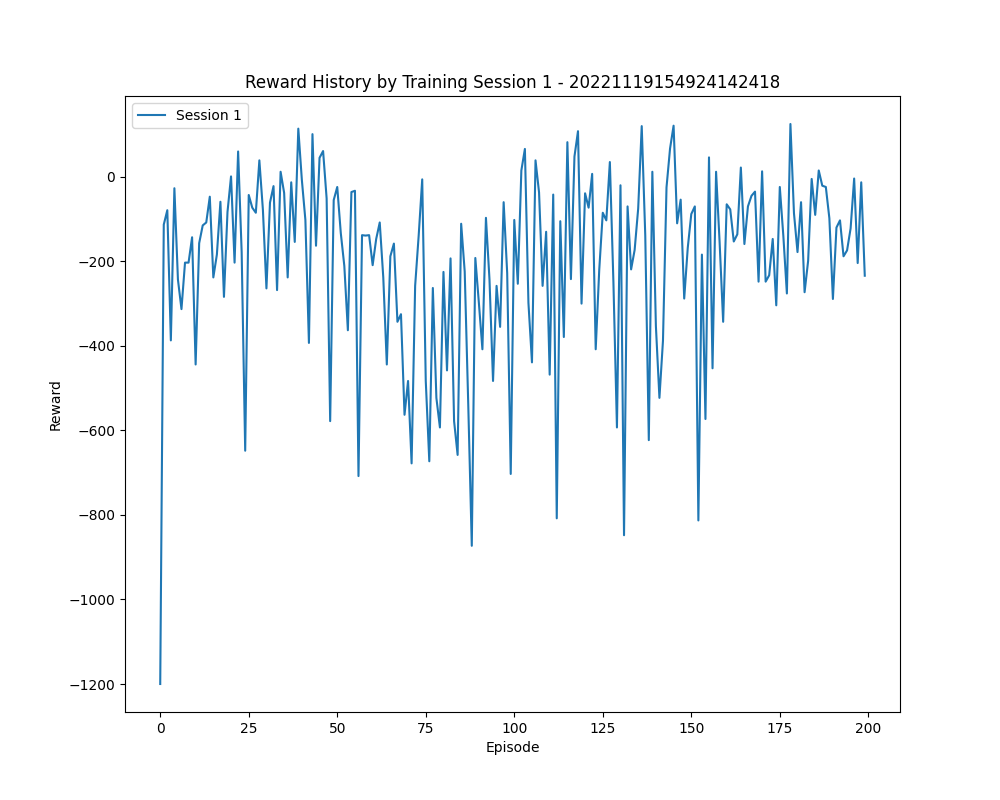 Reward History by Training Session 1 - 20221119154924142418
Session 1
0
−200
−400
−600
−800
−1000
−1200
Reward
0 25 50 75 100 125 150 175 200
Episode